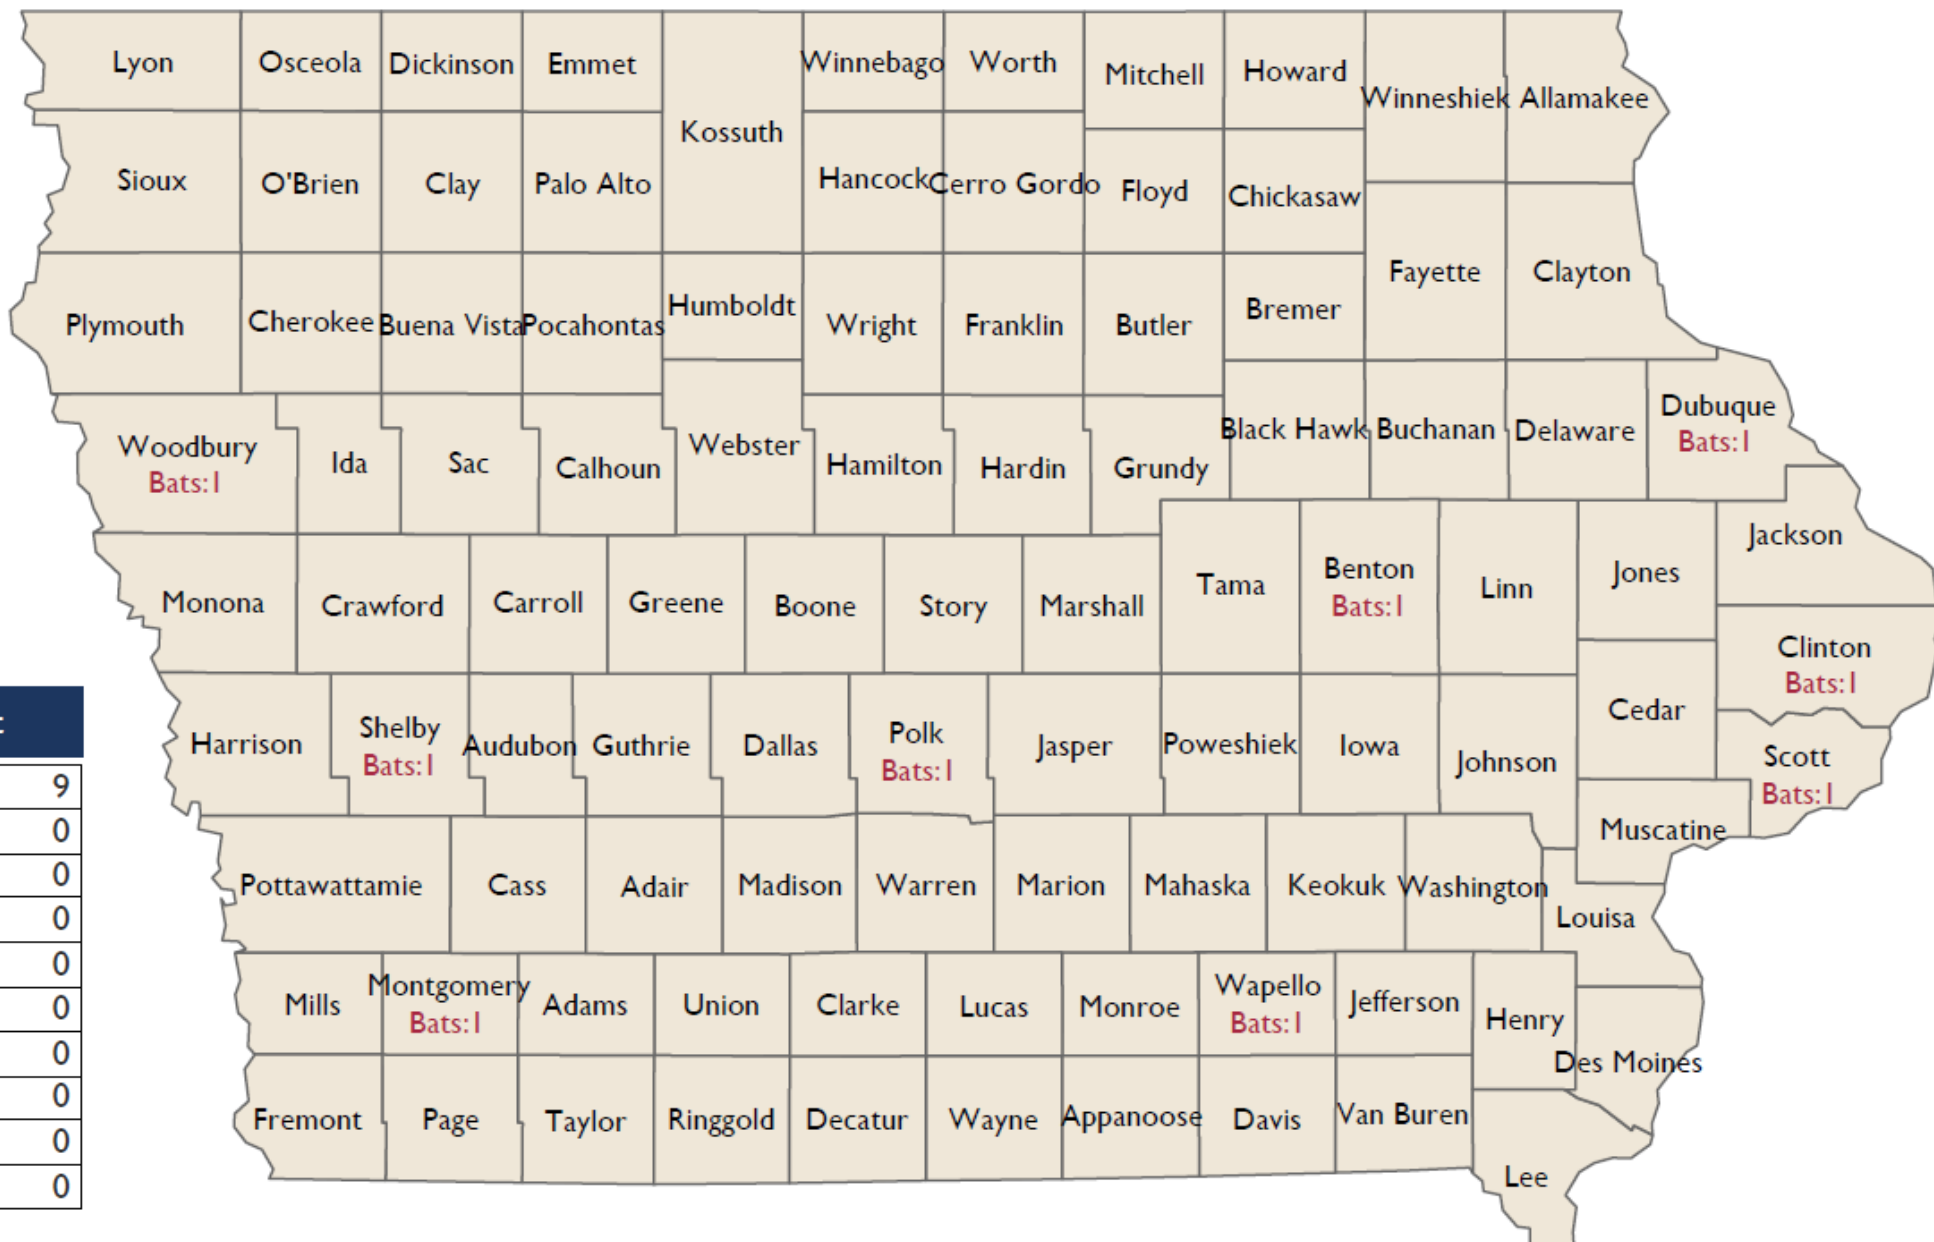 Lyon
Osceola
Dickinson
Emmet
Kossuth
Winnebago
Worth
Mitchell
Howard
Winneshiek
Allamakee
Sioux
O'Brien
Clay
Palo Alto
Hancock
Cerro Gordo
Floyd
Chickasaw
Fayette
Clayton
Plymouth
Cherokee
Buena Vista
Pocahontas
Humboldt
Wright
Franklin
Butler
Bremer
Woodbury
Bats:1
Ida
Sac
Calhoun
Webster
Hamilton
Hardin
Grundy
Black Hawk
Buchanan
Delaware
Dubuque
Bats:1
Monona
Crawford
Carroll
Greene
Boone
Story
Marshall
Tama
Benton
Bats:1
Linn
Jones
Jackson
Clinton
Bats:1
Harrison
Shelby
Bats:1
Audubon
Guthrie
Dallas
Polk
Bats:1
Jasper
Poweshiek
Iowa
Johnson
Cedar
Scott
Bats:1
Muscatine
Pottawattamie
Cass
Adair
Madison
Warren
Marion
Mahaska
Keokuk
Washington
Louisa
Mills
Montgomery
Bats:1
Adams
Union
Clarke
Lucas
Monroe
Wapello
Bats:1
Jefferson
Henry
Des Moines
Fremont
Page
Taylor
Ringgold
Decatur
Wayne
Appanoose
Davis
Van Buren
Lee
9
0
0
0
0
0
0
0
0
0